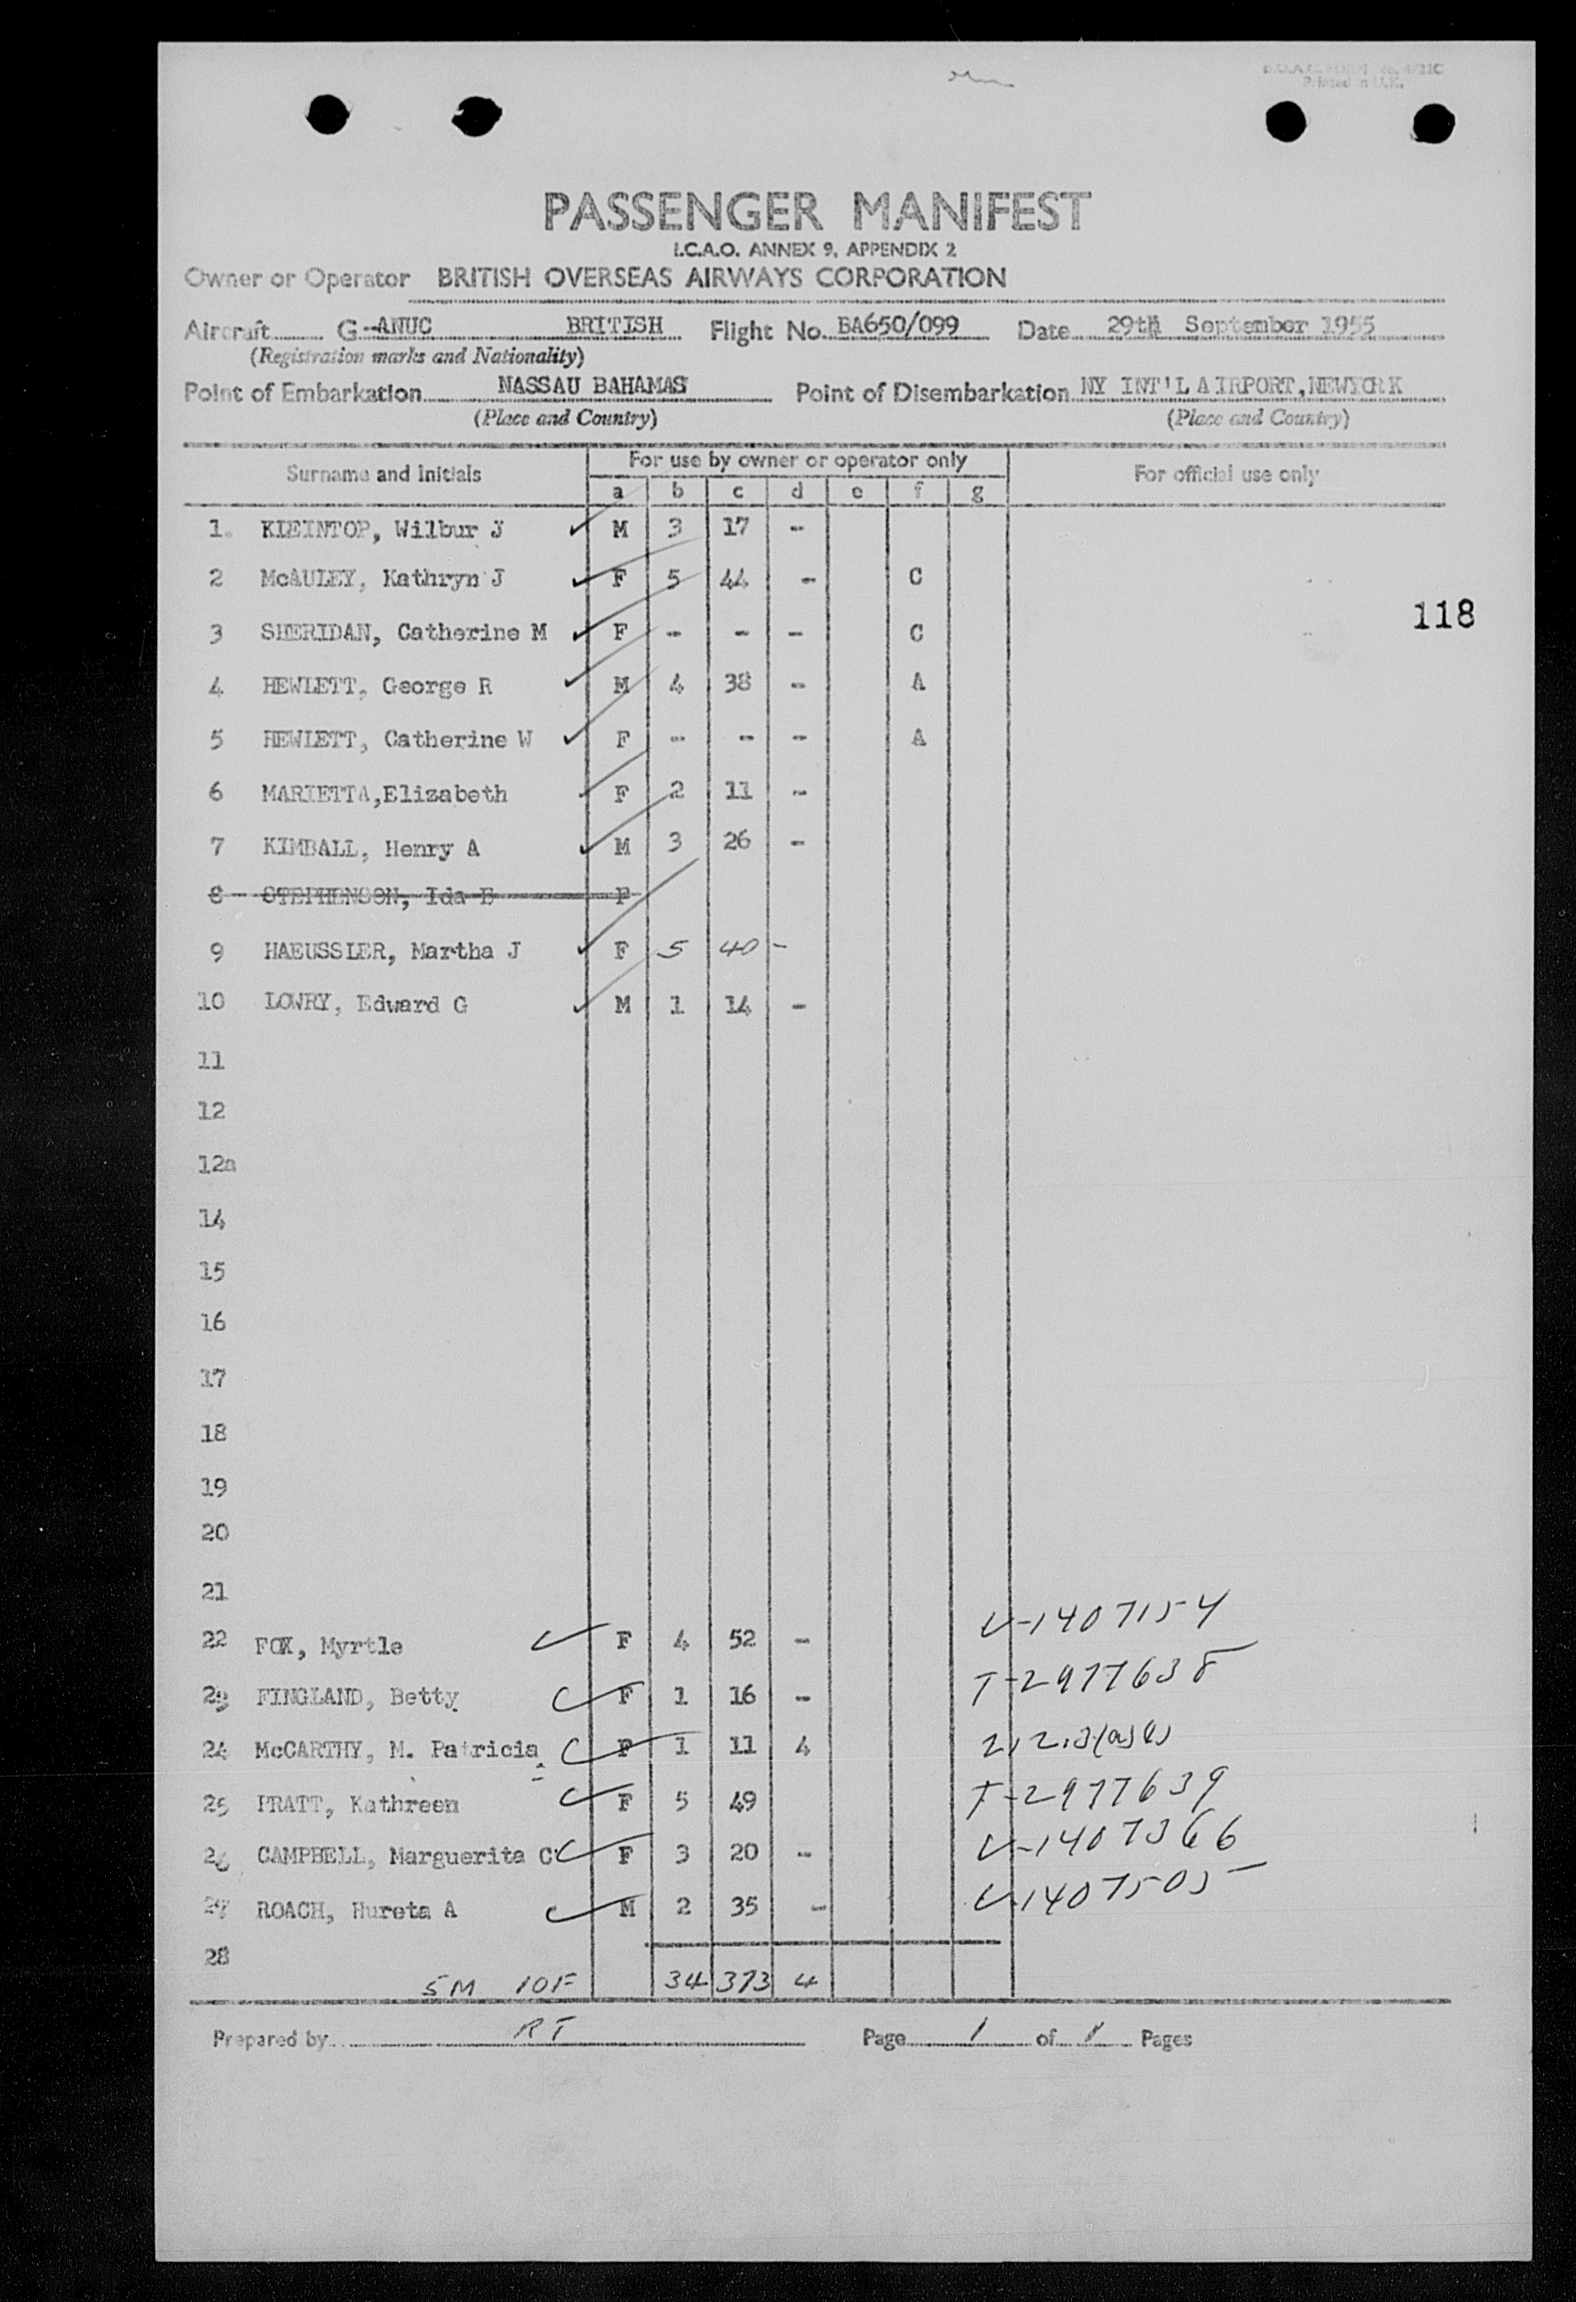 Printed in U.K.
PASSENGER MANIFEST
I.C.A.O. ANNEX 9, APPENDIX 2
Owner or Operator BRITISH OVERSEAS AIRWAYS CORPORATION
Aircraft G-ANUC BRITISH Flight No. BA650/099 Date 29th September 1955
(Registration marks and Nationality)
Point of Embarkation NASSAU BAHAMAS Point of Disembarkation NY INT'L AIRPORT, NEWYORK
(Place and Country) (Place and Country)
Surname and Initials For use by owner or operator only For official use only
a b c d e f g
1. KLEINTOP, Wilbur J ✓ M 3 17 -
2 McAULEY, Kathryn J ✓ F 5 44 - C
118
3 SHERIDAN, Catherine M ✓ F - - - C
4 HEWLETT, George R ✓ M 4 38 - A
5 HEWLETT, Catherine W ✓ F - - - A
6 MARIETTA, Elizabeth ✓ F 2 11 -
7 KIMBALL, Henry A ✓ M 3 26 -
8 STEPHENSON, Ida E F
9 HAEUSSLER, Martha J ✓ F 5 40 -
10 LOWRY, Edward G ✓ M 1 14 -
11
12
12a
14
15
16
17
18
19
20
21
22 FOX, Myrtle ✓ F 4 52 - V-1407154
23 FINGLAND, Betty ✓ F 1 16 - T-2977638
24 McCARTHY, M. Patricia ✓ F 1 11 4
25 PRATT, Kathreen ✓ F 5 49 T-2977639
26 CAMPBELL, Marguerita C ✓ F 3 20 - V-1407366
27 ROACH, Hureta A ✓ M 2 35 - V-1407505
28
5M 10F 34 373 4
Prepared by RT Page 1 of 1 Pages